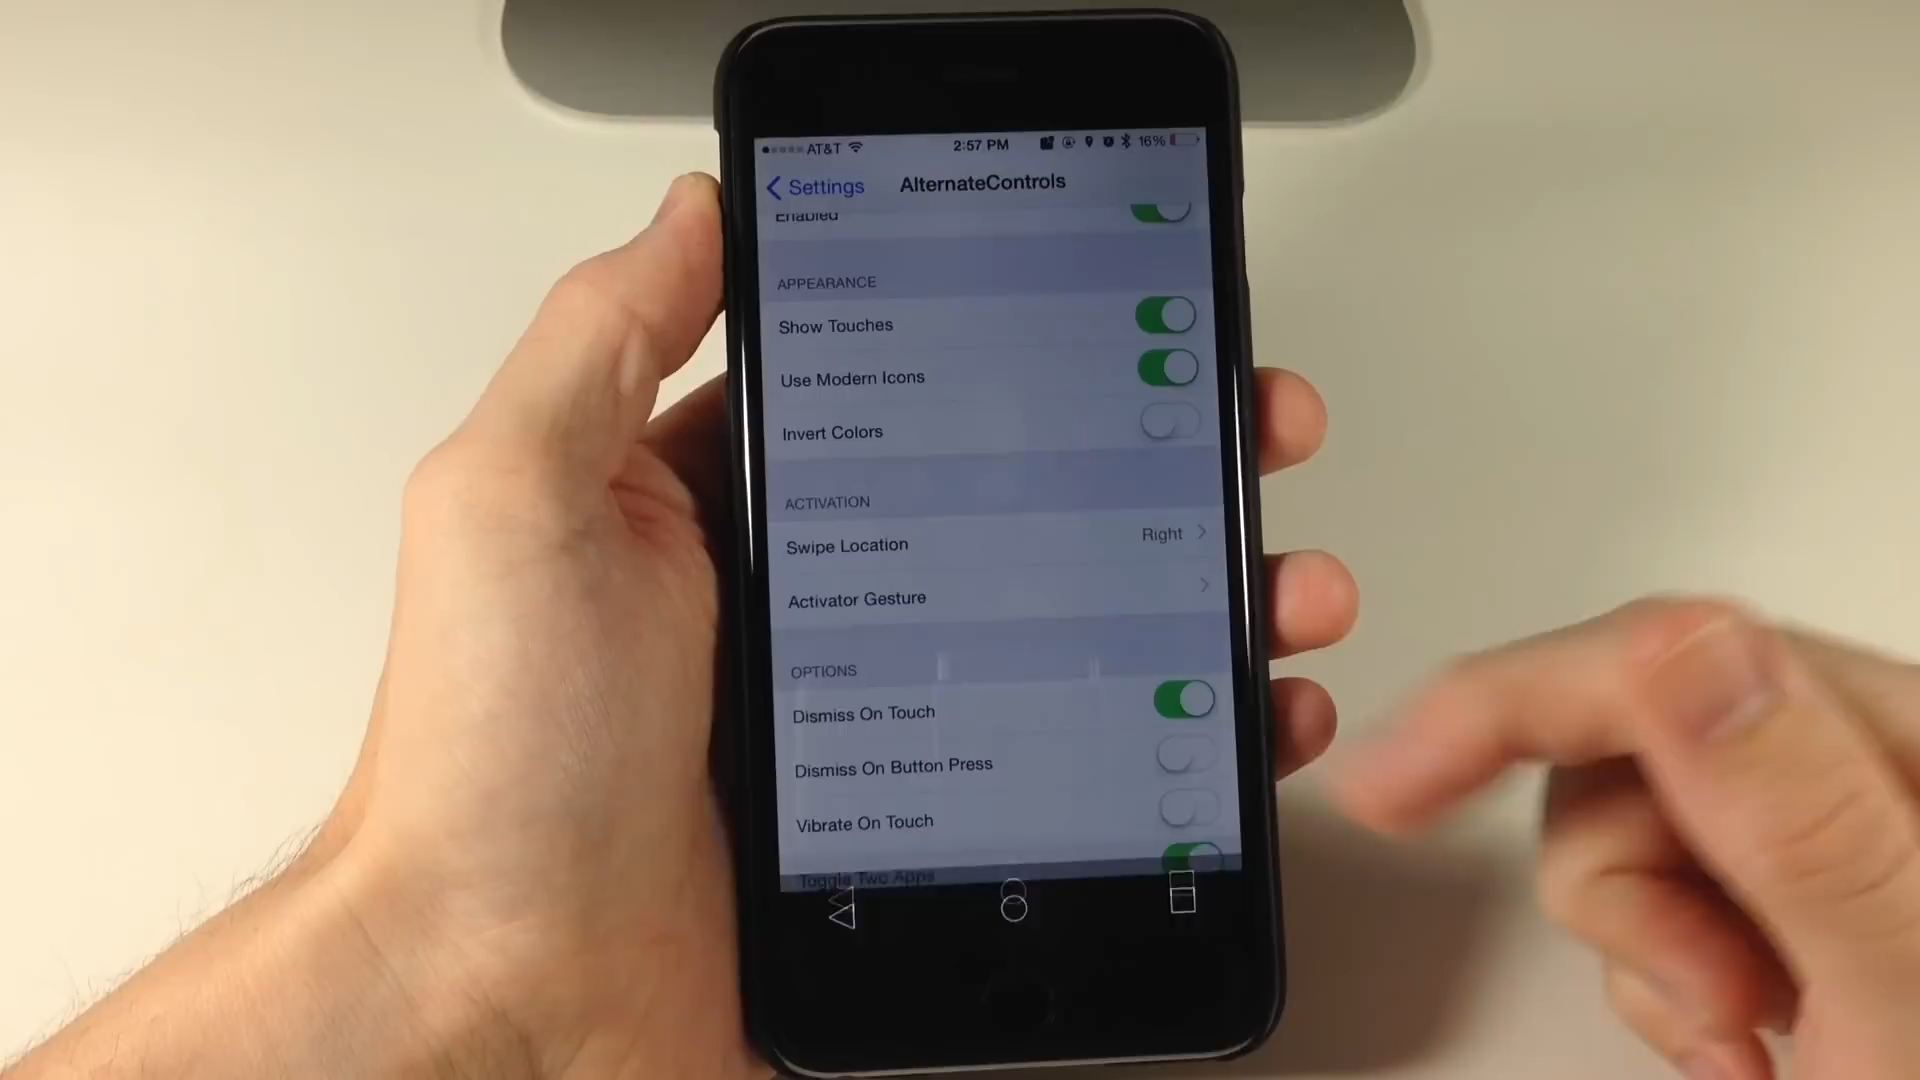 AT&T 2:57 PM 16%
Settings AlternateControls
Enabled
APPEARANCE
Show Touches
Use Modern Icons
Invert Colors
ACTIVATION
Swipe Location Right
Activator Gesture
OPTIONS
Dismiss On Touch
Dismiss On Button Press
Vibrate On Touch
Toggle Two Apps